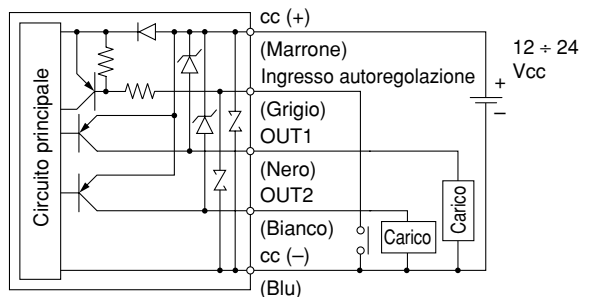 cc (+)
(Marrone)
12 ÷ 24
Vcc
Ingresso autoregolazione
+
–
(Grigio)
OUT1
Circuito principale
(Nero)
OUT2
Carico
(Bianco)
Carico
cc (–)
(Blu)